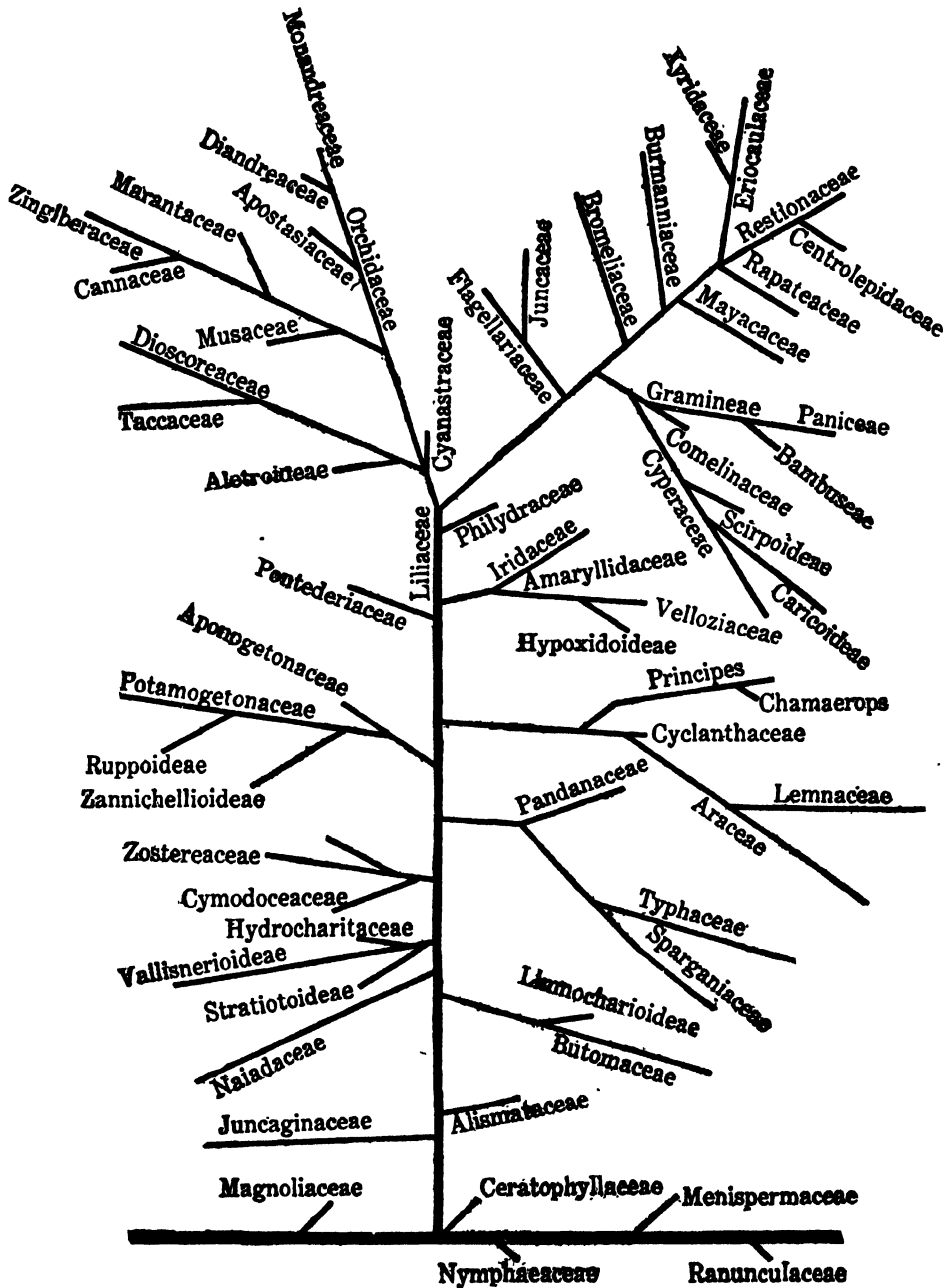 Monandreaceae
Diandreaceae
Apostasiaceae
Orchidaceae
Marantaceae
Zingiberaceae
Cannaceae
Musaceae
Dioscoreaceae
Taccaceae
Aletroideae
Cyanastraceae
Xyridaceae
Eriocaulaceae
Burmanniaceae
Bromeliaceae
Juncaceae
Flagellariaceae
Restionaceae
Centrolepidaceae
Rapateaceae
Mayacaceae
Gramineae
Paniceae
Bambuseae
Comelinaceae
Cyperaceae
Scirpoideae
Caricoideae
Liliaceae
Philydraceae
Iridaceae
Amaryllidaceae
Velloziaceae
Hypoxidoideae
Pontederiaceae
Aponogetonaceae
Potamogetonaceae
Ruppoideae
Zannichellioideae
Principes
Chamaerops
Cyclanthaceae
Lemnaceae
Araceae
Pandanaceae
Typhaceae
Sparganiaceae
Zostereaceae
Cymodoceaceae
Hydrocharitaceae
Vallisnerioideae
Stratiotoideae
Naiadaceae
Butomaceae
Juncaginaceae
Alismataceae
Magnoliaceae
Ceratophyllaceae
Menispermaceae
Nymphaeaceae
Ranunculaceae